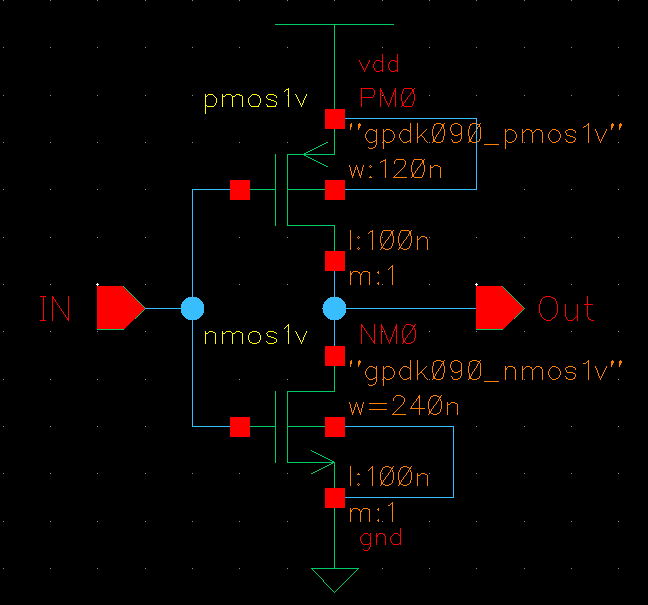 vdd
pmos1v PM0
"gpdk090_pmos1v"
w:120n
l:100n
m:1
IN Out
nmos1v NM0
"gpdk090_nmos1v"
w=240n
l:100n
m:1
gnd